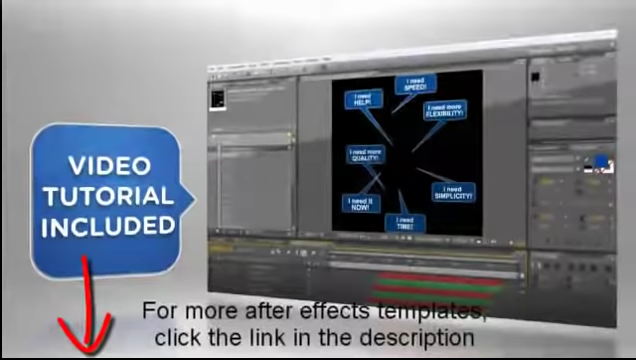 I need
SPEED!
I need
HELP!
I need more
FLEXIBILITY!
I need more
QUALITY!
I need
SIMPLICITY!
I need it
NOW!
I need
TIME!
VIDEO
TUTORIAL
INCLUDED
For more after effects templates,
click the link in the description